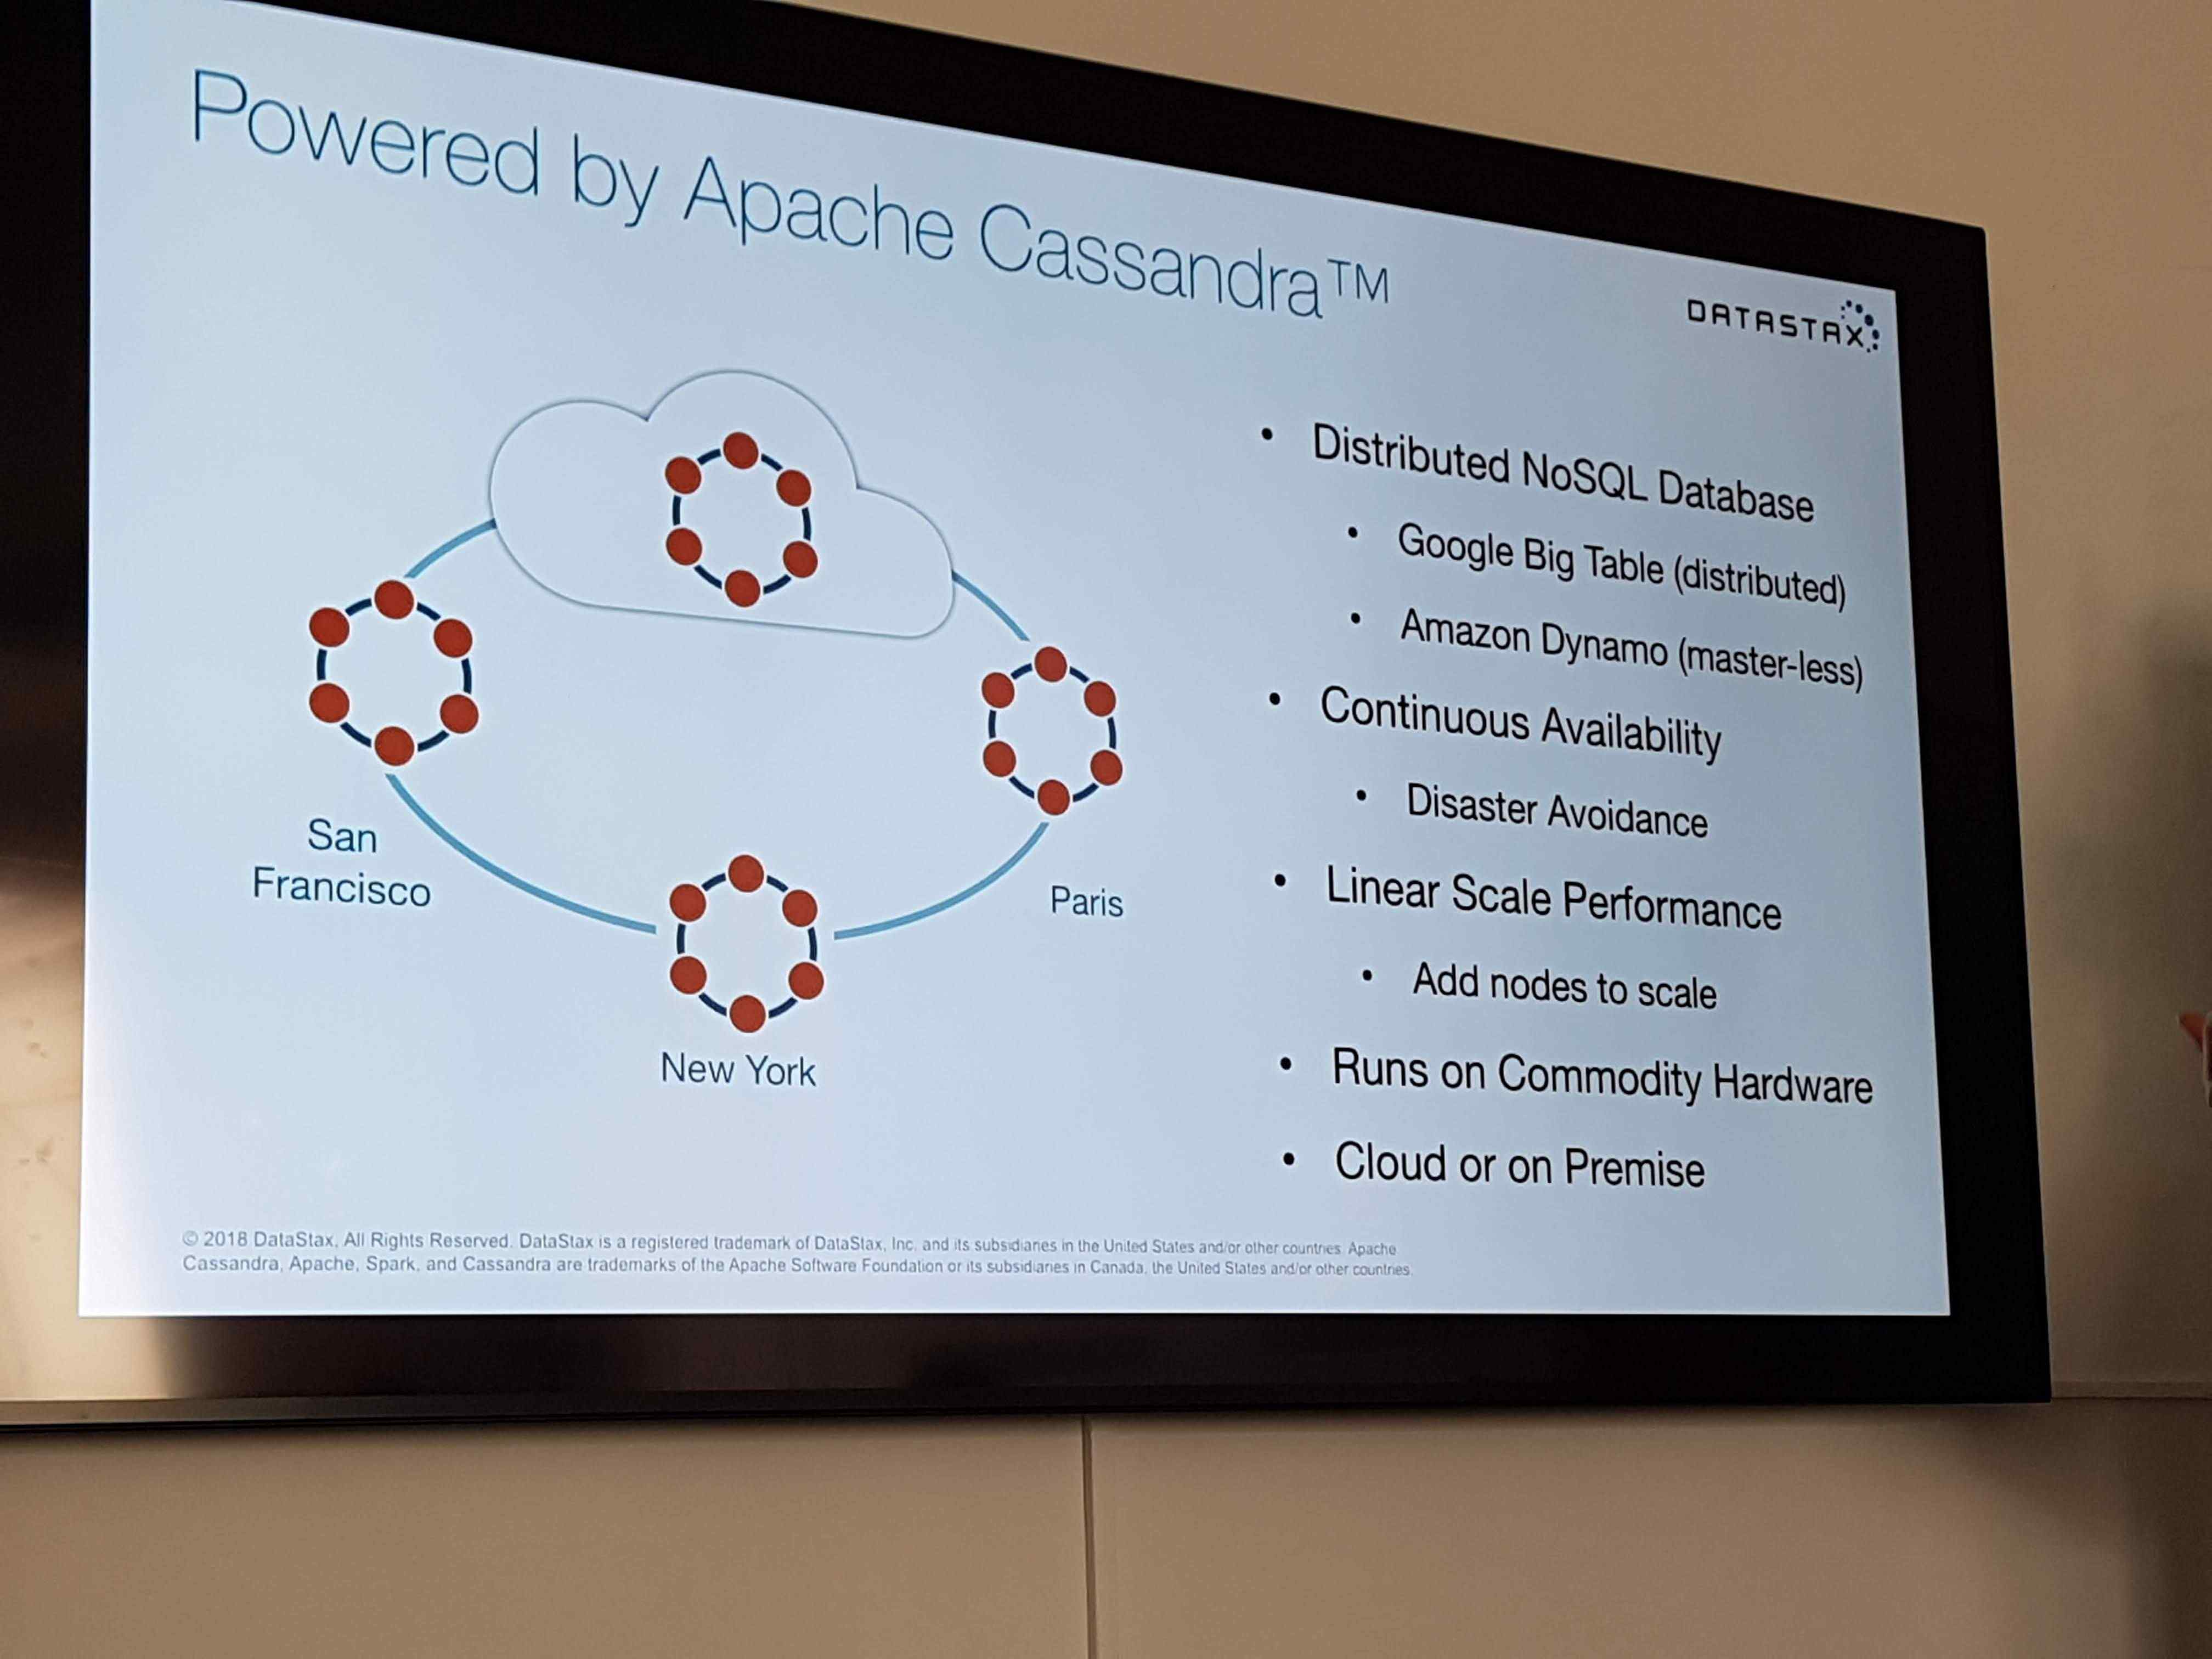 Powered by Apache Cassandra™
DATASTAX
• Distributed NoSQL Database
• Google Big Table (distributed)
• Amazon Dynamo (master-less)
• Continuous Availability
• Disaster Avoidance
• Linear Scale Performance
• Add nodes to scale
• Runs on Commodity Hardware
• Cloud or on Premise
San
Francisco
Paris
New York
© 2018 DataStax, All Rights Reserved. DataStax is a registered trademark of DataStax, Inc. and its subsidiaries in the United States and/or other countries. Apache
Cassandra, Apache, Spark, and Cassandra are trademarks of the Apache Software Foundation or its subsidiaries in Canada, the United States and/or other countries.